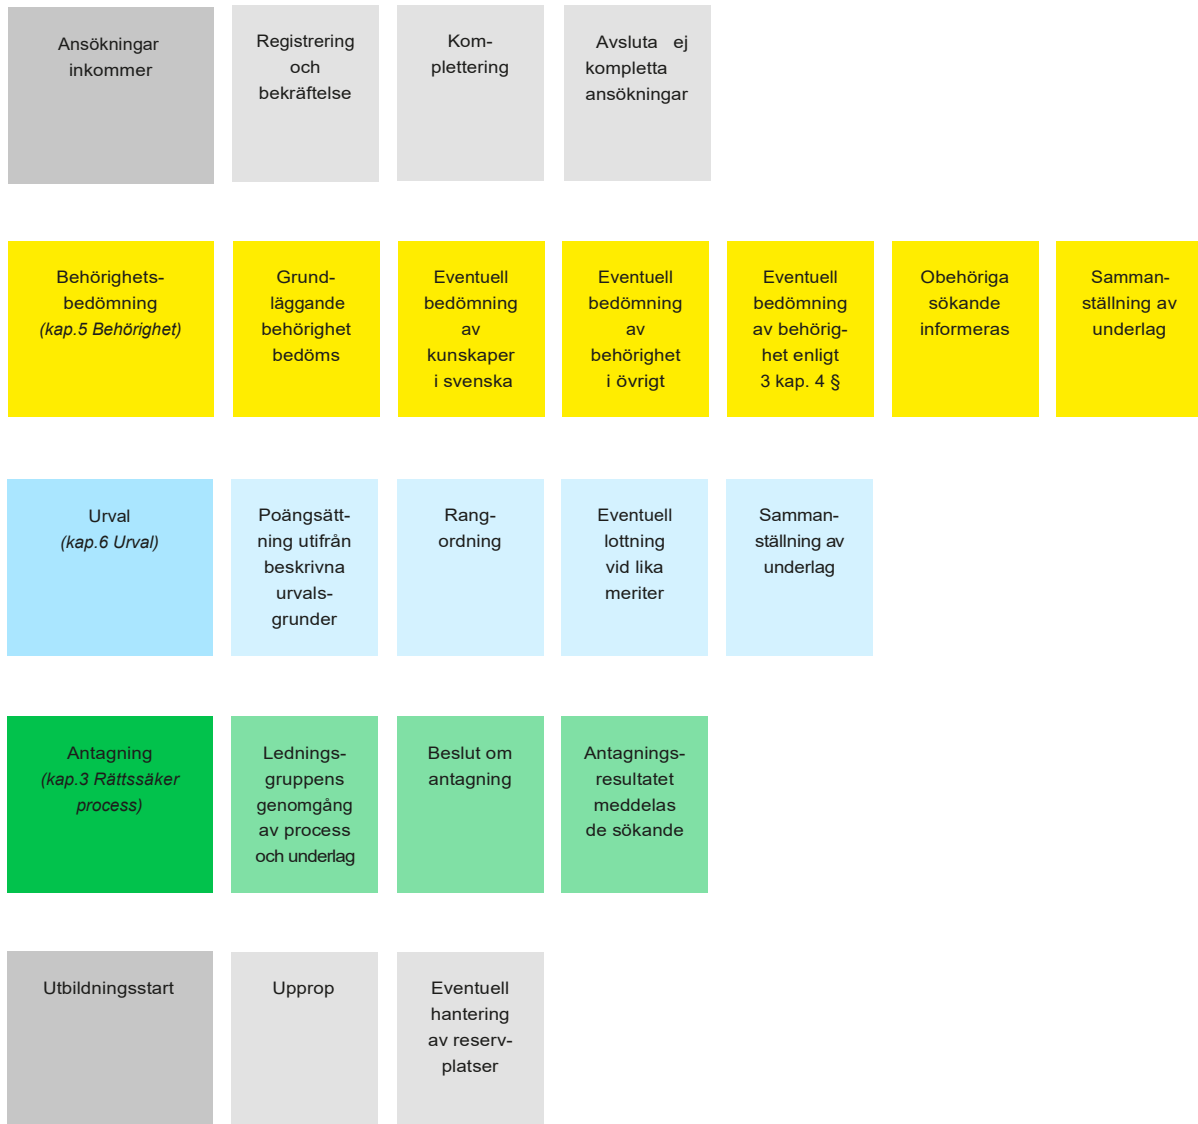 Ansökningar
inkommer
Registrering
och
bekräftelse
Kom-
plettering
Avsluta ej
kompletta
ansökningar
Behörighets-
bedömning
(kap.5 Behörighet)
Grund-
läggande
behörighet
bedöms
Eventuell
bedömning
av
kunskaper
i svenska
Eventuell
bedömning
av
behörighet
i övrigt
Eventuell
bedömning
av behörig-
het enligt
3 kap. 4 §
Obehöriga
sökande
informeras
Samman-
ställning av
underlag
Urval
(kap.6 Urval)
Poängsätt-
ning utifrån
beskrivna
urvals-
grunder
Rang-
ordning
Eventuell
lottning
vid lika
meriter
Samman-
ställning av
underlag
Antagning
(kap.3 Rättssäker
process)
Lednings-
gruppens
genomgång
av process
och underlag
Beslut om
antagning
Antagnings-
resultatet
meddelas
de sökande
Utbildningsstart
Upprop
Eventuell
hantering
av reserv-
platser